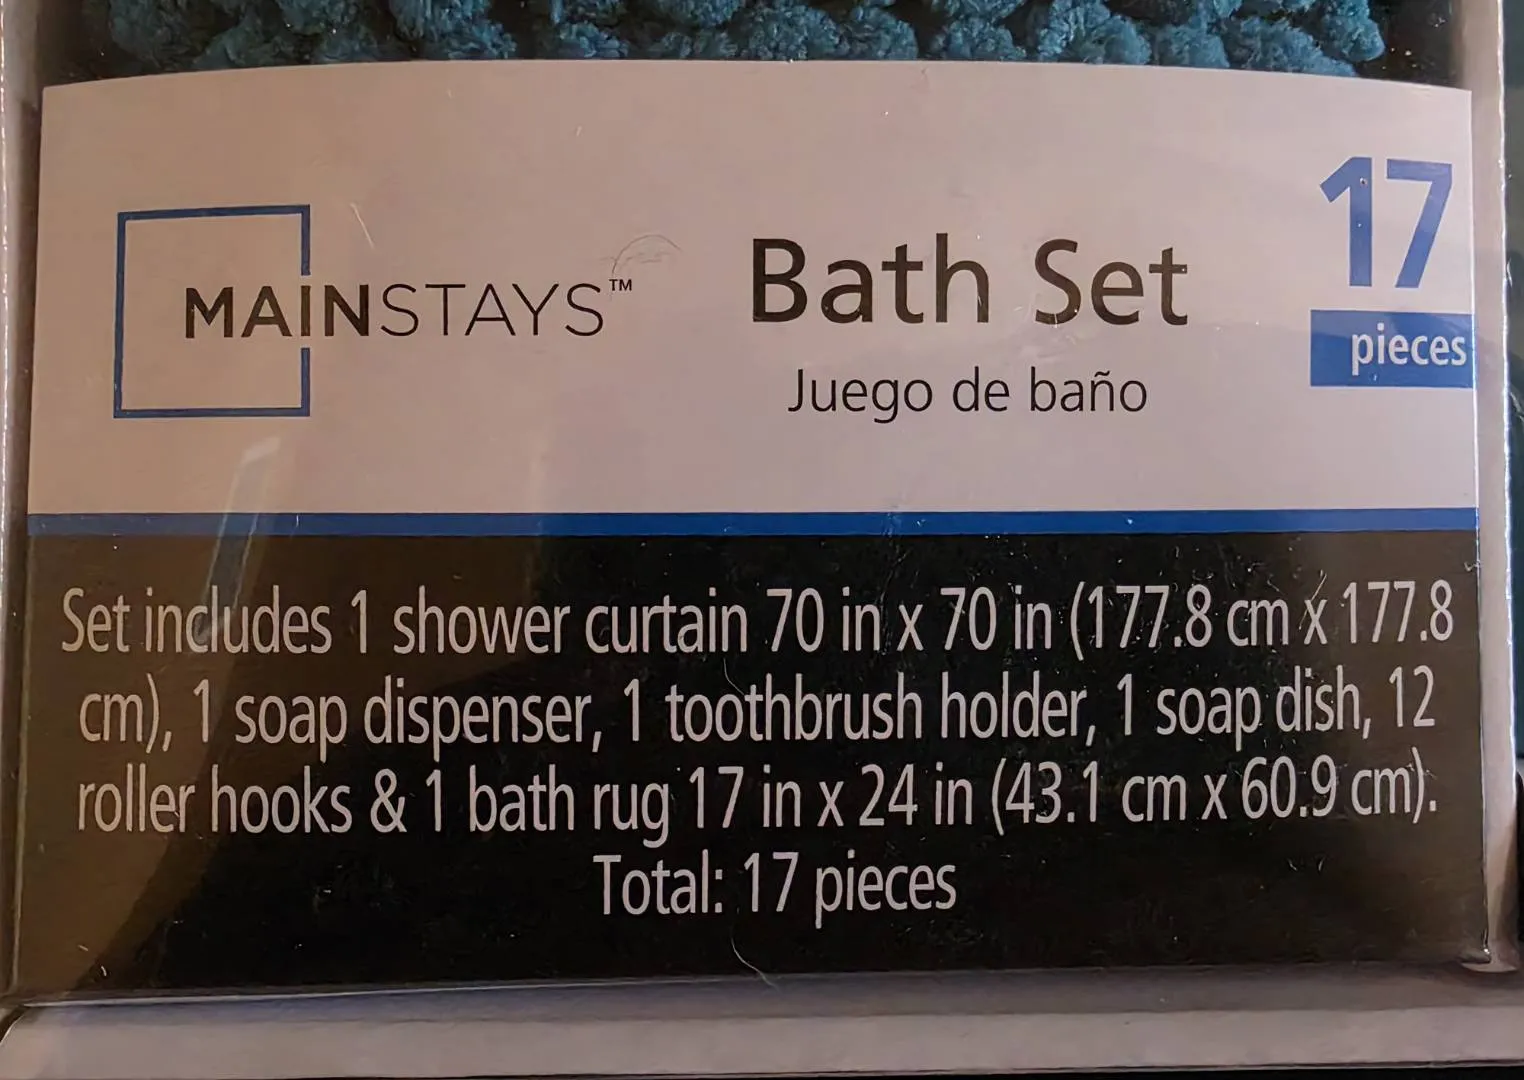 MAINSTAYS™
Bath Set
Juego de baño
17
pieces
Set includes 1 shower curtain 70 in x 70 in (177.8 cm x 177.8
cm), 1 soap dispenser, 1 toothbrush holder, 1 soap dish, 12
roller hooks & 1 bath rug 17 in x 24 in (43.1 cm x 60.9 cm).
Total: 17 pieces